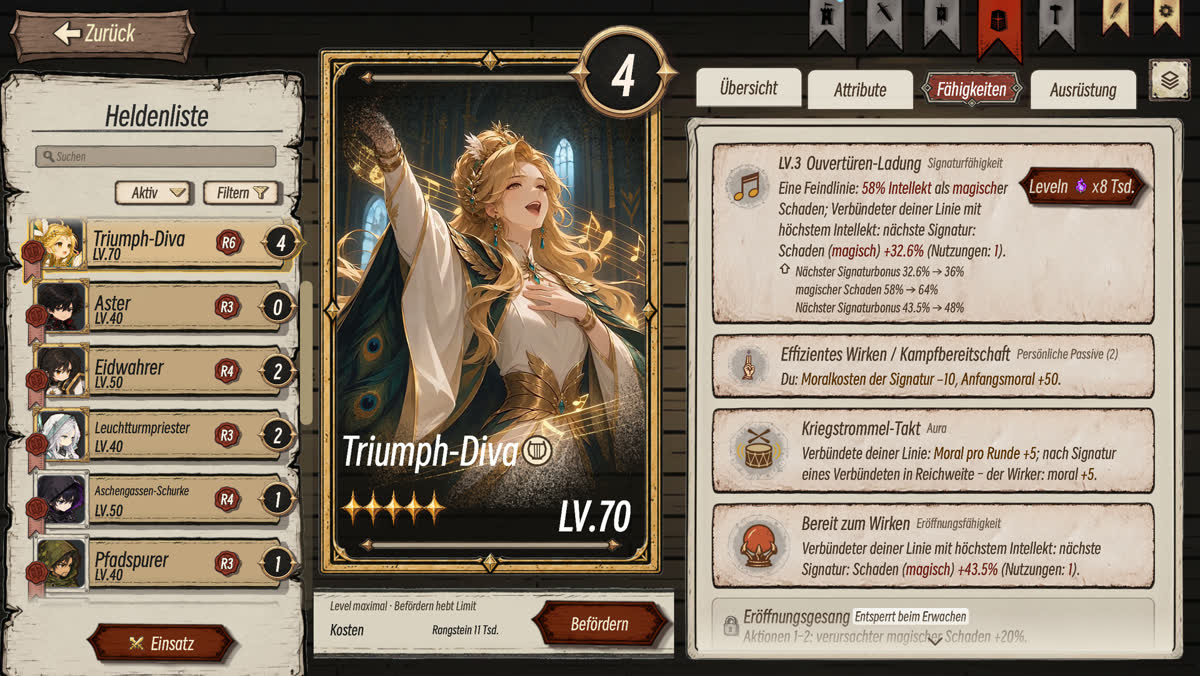 Zurück
Heldenliste
Suchen
Aktiv
Filtern
Triumph-Diva
LV.70
R6
4
Aster
LV.40
R3
0
Eidwahrer
LV.50
R4
2
Leuchtturmpriester
LV.40
R3
2
Aschengassen-Schurke
LV.50
R4
1
Pfadspurer
LV.40
R3
1
Einsatz
4
Triumph-Diva
LV.70
Level maximal · Befördern hebt Limit
Kosten
Rangstein 11 Tsd.
Befördern
Übersicht
Attribute
Fähigkeiten
Ausrüstung
LV.3 Ouvertüren-Ladung Signaturfähigkeit
Eine Feindlinie: 58% Intellekt als magischer
Schaden; Verbündeter deiner Linie mit
höchstem Intellekt: nächste Signatur:
Schaden (magisch) +32.6% (Nutzungen: 1).
Nächster Signaturbonus 32.6% → 36%
magischer Schaden 58% → 64%
Nächster Signaturbonus 43.5% → 48%
Leveln x8 Tsd.
Effizientes Wirken / Kampfbereitschaft Persönliche Passive (2)
Du: Moralkosten der Signatur –10, Anfangsmoral +50.
Kriegstrommel-Takt Aura
Verbündete deiner Linie: Moral pro Runde +5; nach Signatur
eines Verbündeten in Reichweite – der Wirker: moral +5.
Bereit zum Wirken Eröffnungsfähigkeit
Verbündeter deiner Linie mit höchstem Intellekt: nächste
Signatur: Schaden (magisch) +43.5% (Nutzungen: 1).
Eröffnungsgesang Entsperrt beim Erwachen
Aktionen 1–2: verursachter magischer Schaden +20%.